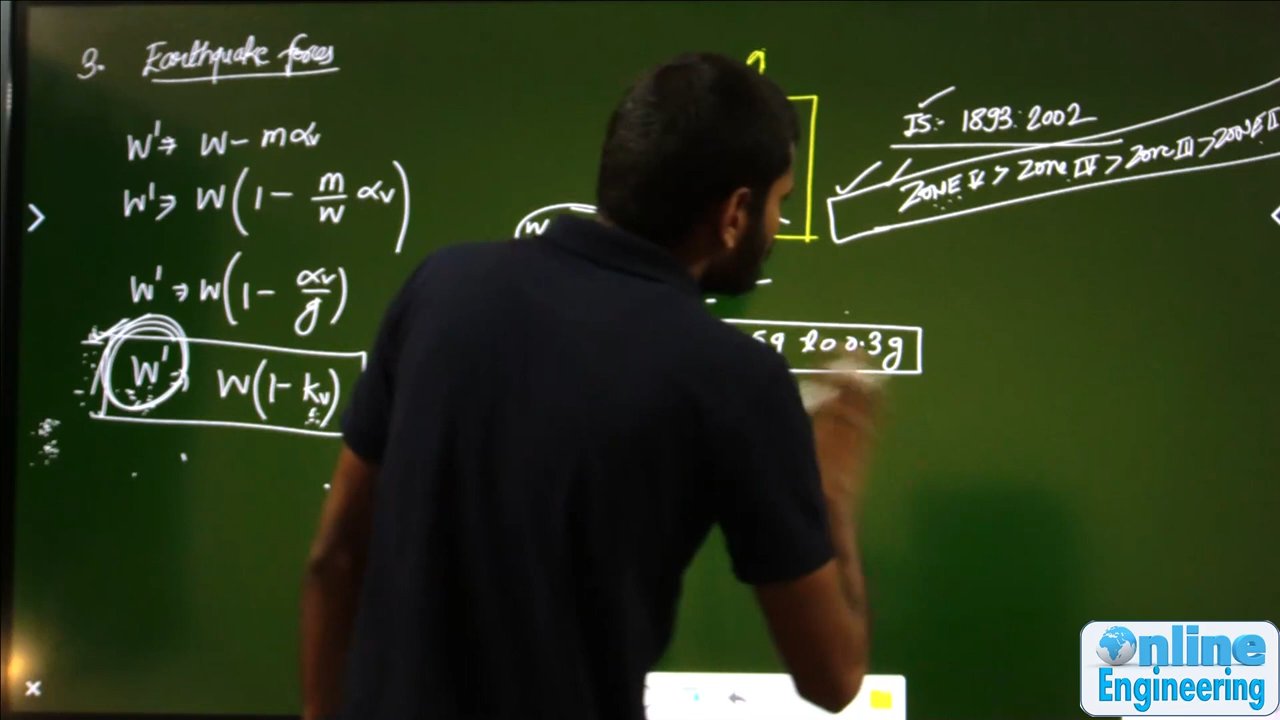 3. Earthquake forces
W' ⇒ W - mαv
W' ⇒ W(1 - m/W αv)
W' ⇒ W(1 - αv/g)
W' ⇒ W(1 - kv)
W
g to 0.3g
IS:- 1893:2002
ZONE V > Zone IV > Zone III > ZONE II
Online
Engineering